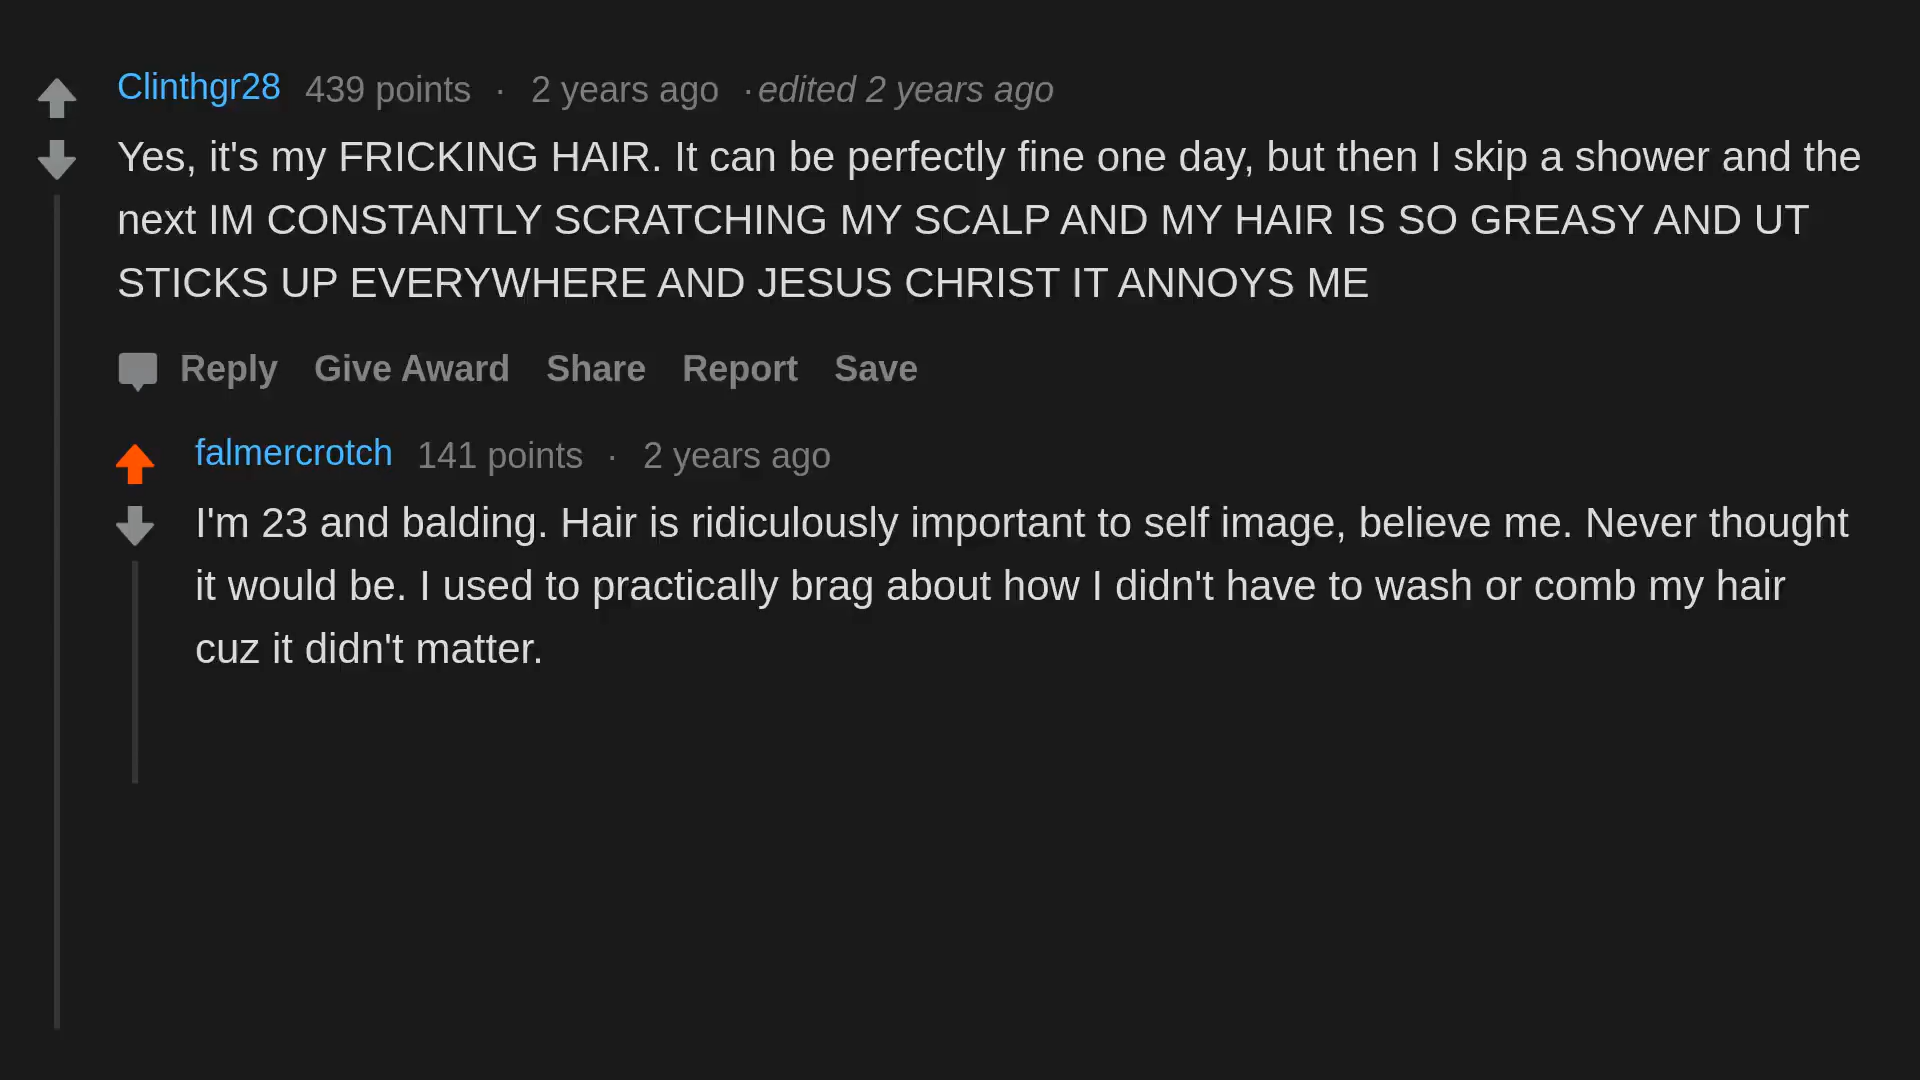 Clinthgr28 439 points · 2 years ago · edited 2 years ago
Yes, it's my FRICKING HAIR. It can be perfectly fine one day, but then I skip a shower and the
next IM CONSTANTLY SCRATCHING MY SCALP AND MY HAIR IS SO GREASY AND UT
STICKS UP EVERYWHERE AND JESUS CHRIST IT ANNOYS ME
Reply Give Award Share Report Save
falmercrotch 141 points · 2 years ago
I'm 23 and balding. Hair is ridiculously important to self image, believe me. Never thought
it would be. I used to practically brag about how I didn't have to wash or comb my hair
cuz it didn't matter.